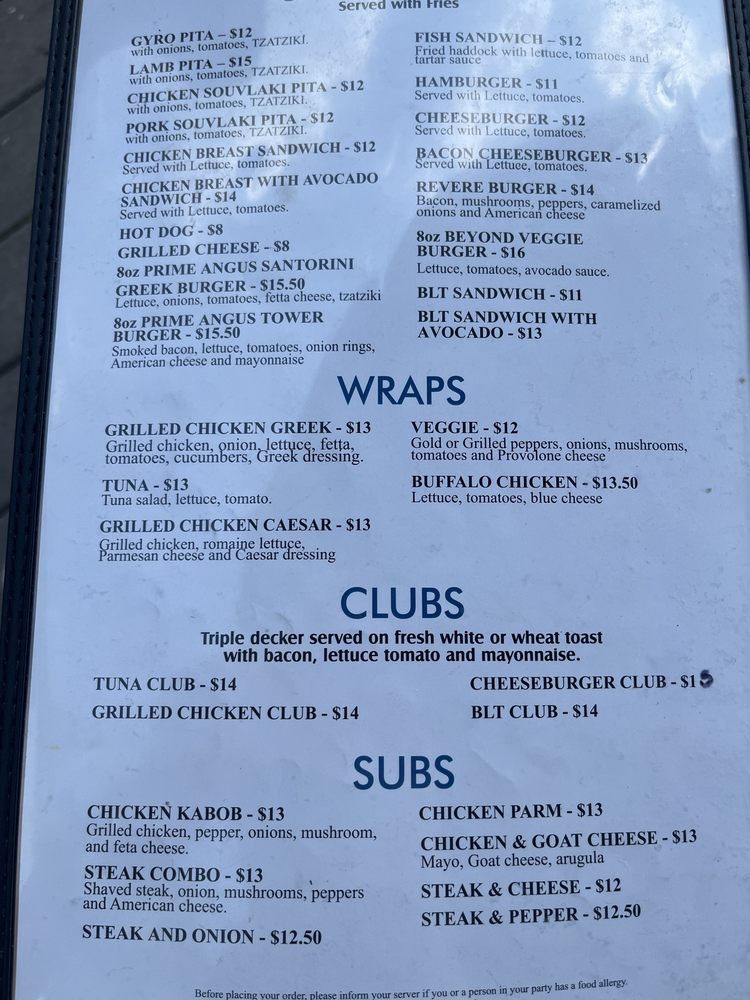 Served with Fries
GYRO PITA – $12
with onions, tomatoes, TZATZIKI.
LAMB PITA – $15
with onions, tomatoes, TZATZIKI.
CHICKEN SOUVLAKI PITA - $12
with onions, tomatoes, TZATZIKI.
PORK SOUVLAKI PITA - $12
with onions, tomatoes, TZATZIKI.
CHICKEN BREAST SANDWICH - $12
Served with Lettuce, tomatoes.
CHICKEN BREAST WITH AVOCADO
SANDWICH - $14
Served with Lettuce, tomatoes.
HOT DOG - $8
GRILLED CHEESE - $8
8oz PRIME ANGUS SANTORINI
GREEK BURGER - $15.50
Lettuce, onions, tomatoes, fetta cheese, tzatziki
8oz PRIME ANGUS TOWER
BURGER - $15.50
Smoked bacon, lettuce, tomatoes, onion rings,
American cheese and mayonnaise
FISH SANDWICH – $12
Fried haddock with lettuce, tomatoes and
tartar sauce
HAMBURGER - $11
Served with Lettuce, tomatoes.
CHEESEBURGER - $12
Served with Lettuce, tomatoes.
BACON CHEESEBURGER - $13
Served with Lettuce, tomatoes.
REVERE BURGER - $14
Bacon, mushrooms, peppers, caramelized
onions and American cheese
8oz BEYOND VEGGIE
BURGER - $16
Lettuce, tomatoes, avocado sauce.
BLT SANDWICH - $11
BLT SANDWICH WITH
AVOCADO - $13
WRAPS
GRILLED CHICKEN GREEK - $13
Grilled chicken, onion, lettuce, fetta,
tomatoes, cucumbers, Greek dressing.
TUNA - $13
Tuna salad, lettuce, tomato.
GRILLED CHICKEN CAESAR - $13
Grilled chicken, romaine lettuce,
Parmesan cheese and Caesar dressing
VEGGIE - $12
Gold or Grilled peppers, onions, mushrooms,
tomatoes and Provolone cheese
BUFFALO CHICKEN - $13.50
Lettuce, tomatoes, blue cheese
CLUBS
Triple decker served on fresh white or wheat toast
with bacon, lettuce tomato and mayonnaise.
TUNA CLUB - $14
GRILLED CHICKEN CLUB - $14
CHEESEBURGER CLUB - $15
BLT CLUB - $14
SUBS
CHICKEN KABOB - $13
Grilled chicken, pepper, onions, mushroom,
and feta cheese.
STEAK COMBO - $13
Shaved steak, onion, mushrooms, peppers
and American cheese.
STEAK AND ONION - $12.50
CHICKEN PARM - $13
CHICKEN & GOAT CHEESE - $13
Mayo, Goat cheese, arugula
STEAK & CHEESE - $12
STEAK & PEPPER - $12.50
Before placing your order, please inform your server if you or a person in your party has a food allergy.